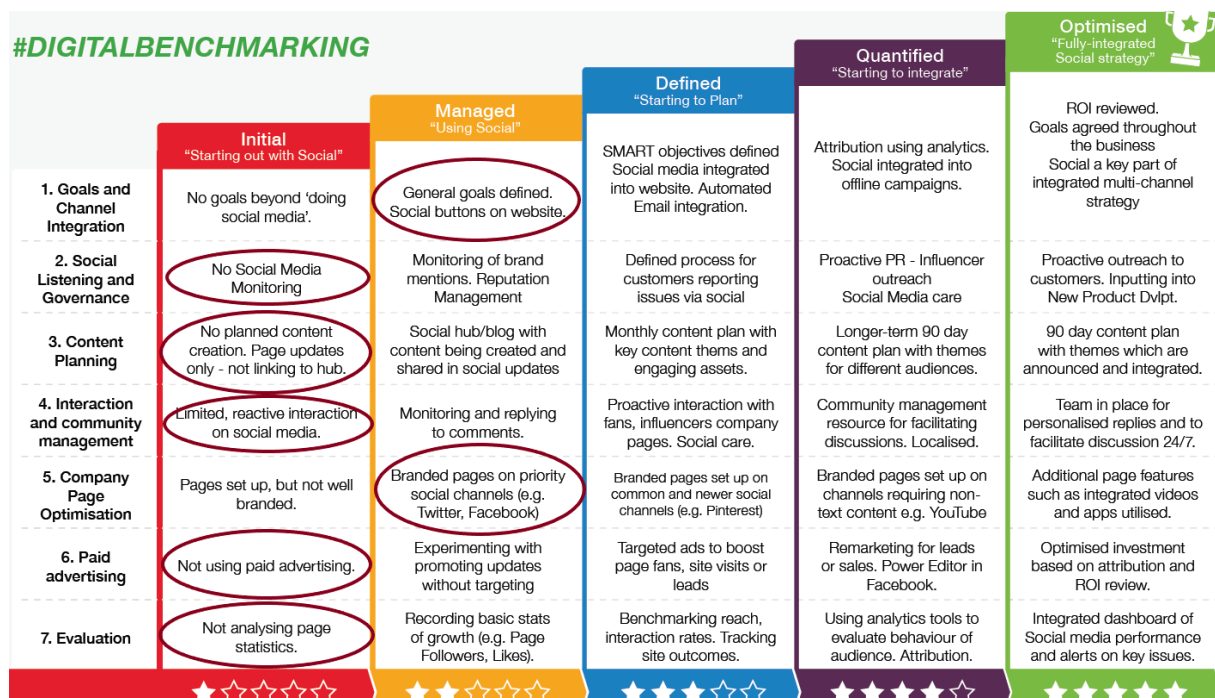 #DIGITALBENCHMARKING
Initial
“Starting out with Social”
Managed
“Using Social”
Defined
“Starting to Plan”
Quantified
“Starting to integrate”
Optimised
“Fully-integrated
Social strategy”
1. Goals and
Channel
Integration
No goals beyond ‘doing
social media’.
General goals defined.
Social buttons on website.
SMART objectives defined
Social media integrated
into website. Automated
Email integration.
Attribution using analytics.
Social integrated into
offline campaigns.
ROI reviewed.
Goals agreed throughout
the business
Social a key part of
integrated multi-channel
strategy
2. Social
Listening and
Governance
No Social Media
Monitoring
Monitoring of brand
mentions. Reputation
Management
Defined process for
customers reporting
issues via social
Proactive PR - Influencer
outreach
Social Media care
Proactive outreach to
customers. Inputting into
New Product Dvlpt.
3. Content
Planning
No planned content
creation. Page updates
only - not linking to hub.
Social hub/blog with
content being created and
shared in social updates
Monthly content plan with
key content thems and
engaging assets.
Longer-term 90 day
content plan with themes
for different audiences.
90 day content plan
with themes which are
announced and integrated.
4. Interaction
and community
management
Limited, reactive interaction
on social media.
Monitoring and replying
to comments.
Proactive interaction with
fans, influencers company
pages. Social care.
Community management
resource for facilitating
discussions. Localised.
Team in place for
personalised replies and to
facilitate discussion 24/7.
5. Company
Page
Optimisation
Pages set up, but not well
branded.
Branded pages on priority
social channels (e.g.
Twitter, Facebook)
Branded pages set up on
common and newer social
channels (e.g. Pinterest)
Branded pages set up on
channels requiring non-
text content e.g. YouTube
Additional page features
such as integrated videos
and apps utilised.
6. Paid
advertising
Not using paid advertising.
Experimenting with
promoting updates
without targeting
Targeted ads to boost
page fans, site visits or
leads
Remarketing for leads
or sales. Power Editor in
Facebook.
Optimised investment
based on attribution and
ROI review.
7. Evaluation
Not analysing page
statistics.
Recording basic stats
of growth (e.g. Page
Followers, Likes).
Benchmarking reach,
interaction rates. Tracking
site outcomes.
Using analytics tools to
evaluate behaviour of
audience. Attribution.
Integrated dashboard of
Social media performance
and alerts on key issues.